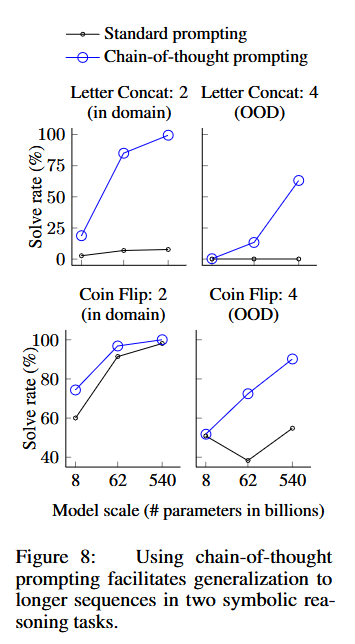 Standard prompting
Chain-of-thought prompting
Letter Concat: 2 Letter Concat: 4
(in domain) (OOD)
100
75
50
25
0
Solve rate (%)
Coin Flip: 2 Coin Flip: 4
(in domain) (OOD)
100
80
60
40
Solve rate (%)
8 62 540 8 62 540
Model scale (# parameters in billions)
Figure 8: Using chain-of-thought
prompting facilitates generalization to
longer sequences in two symbolic rea-
soning tasks.